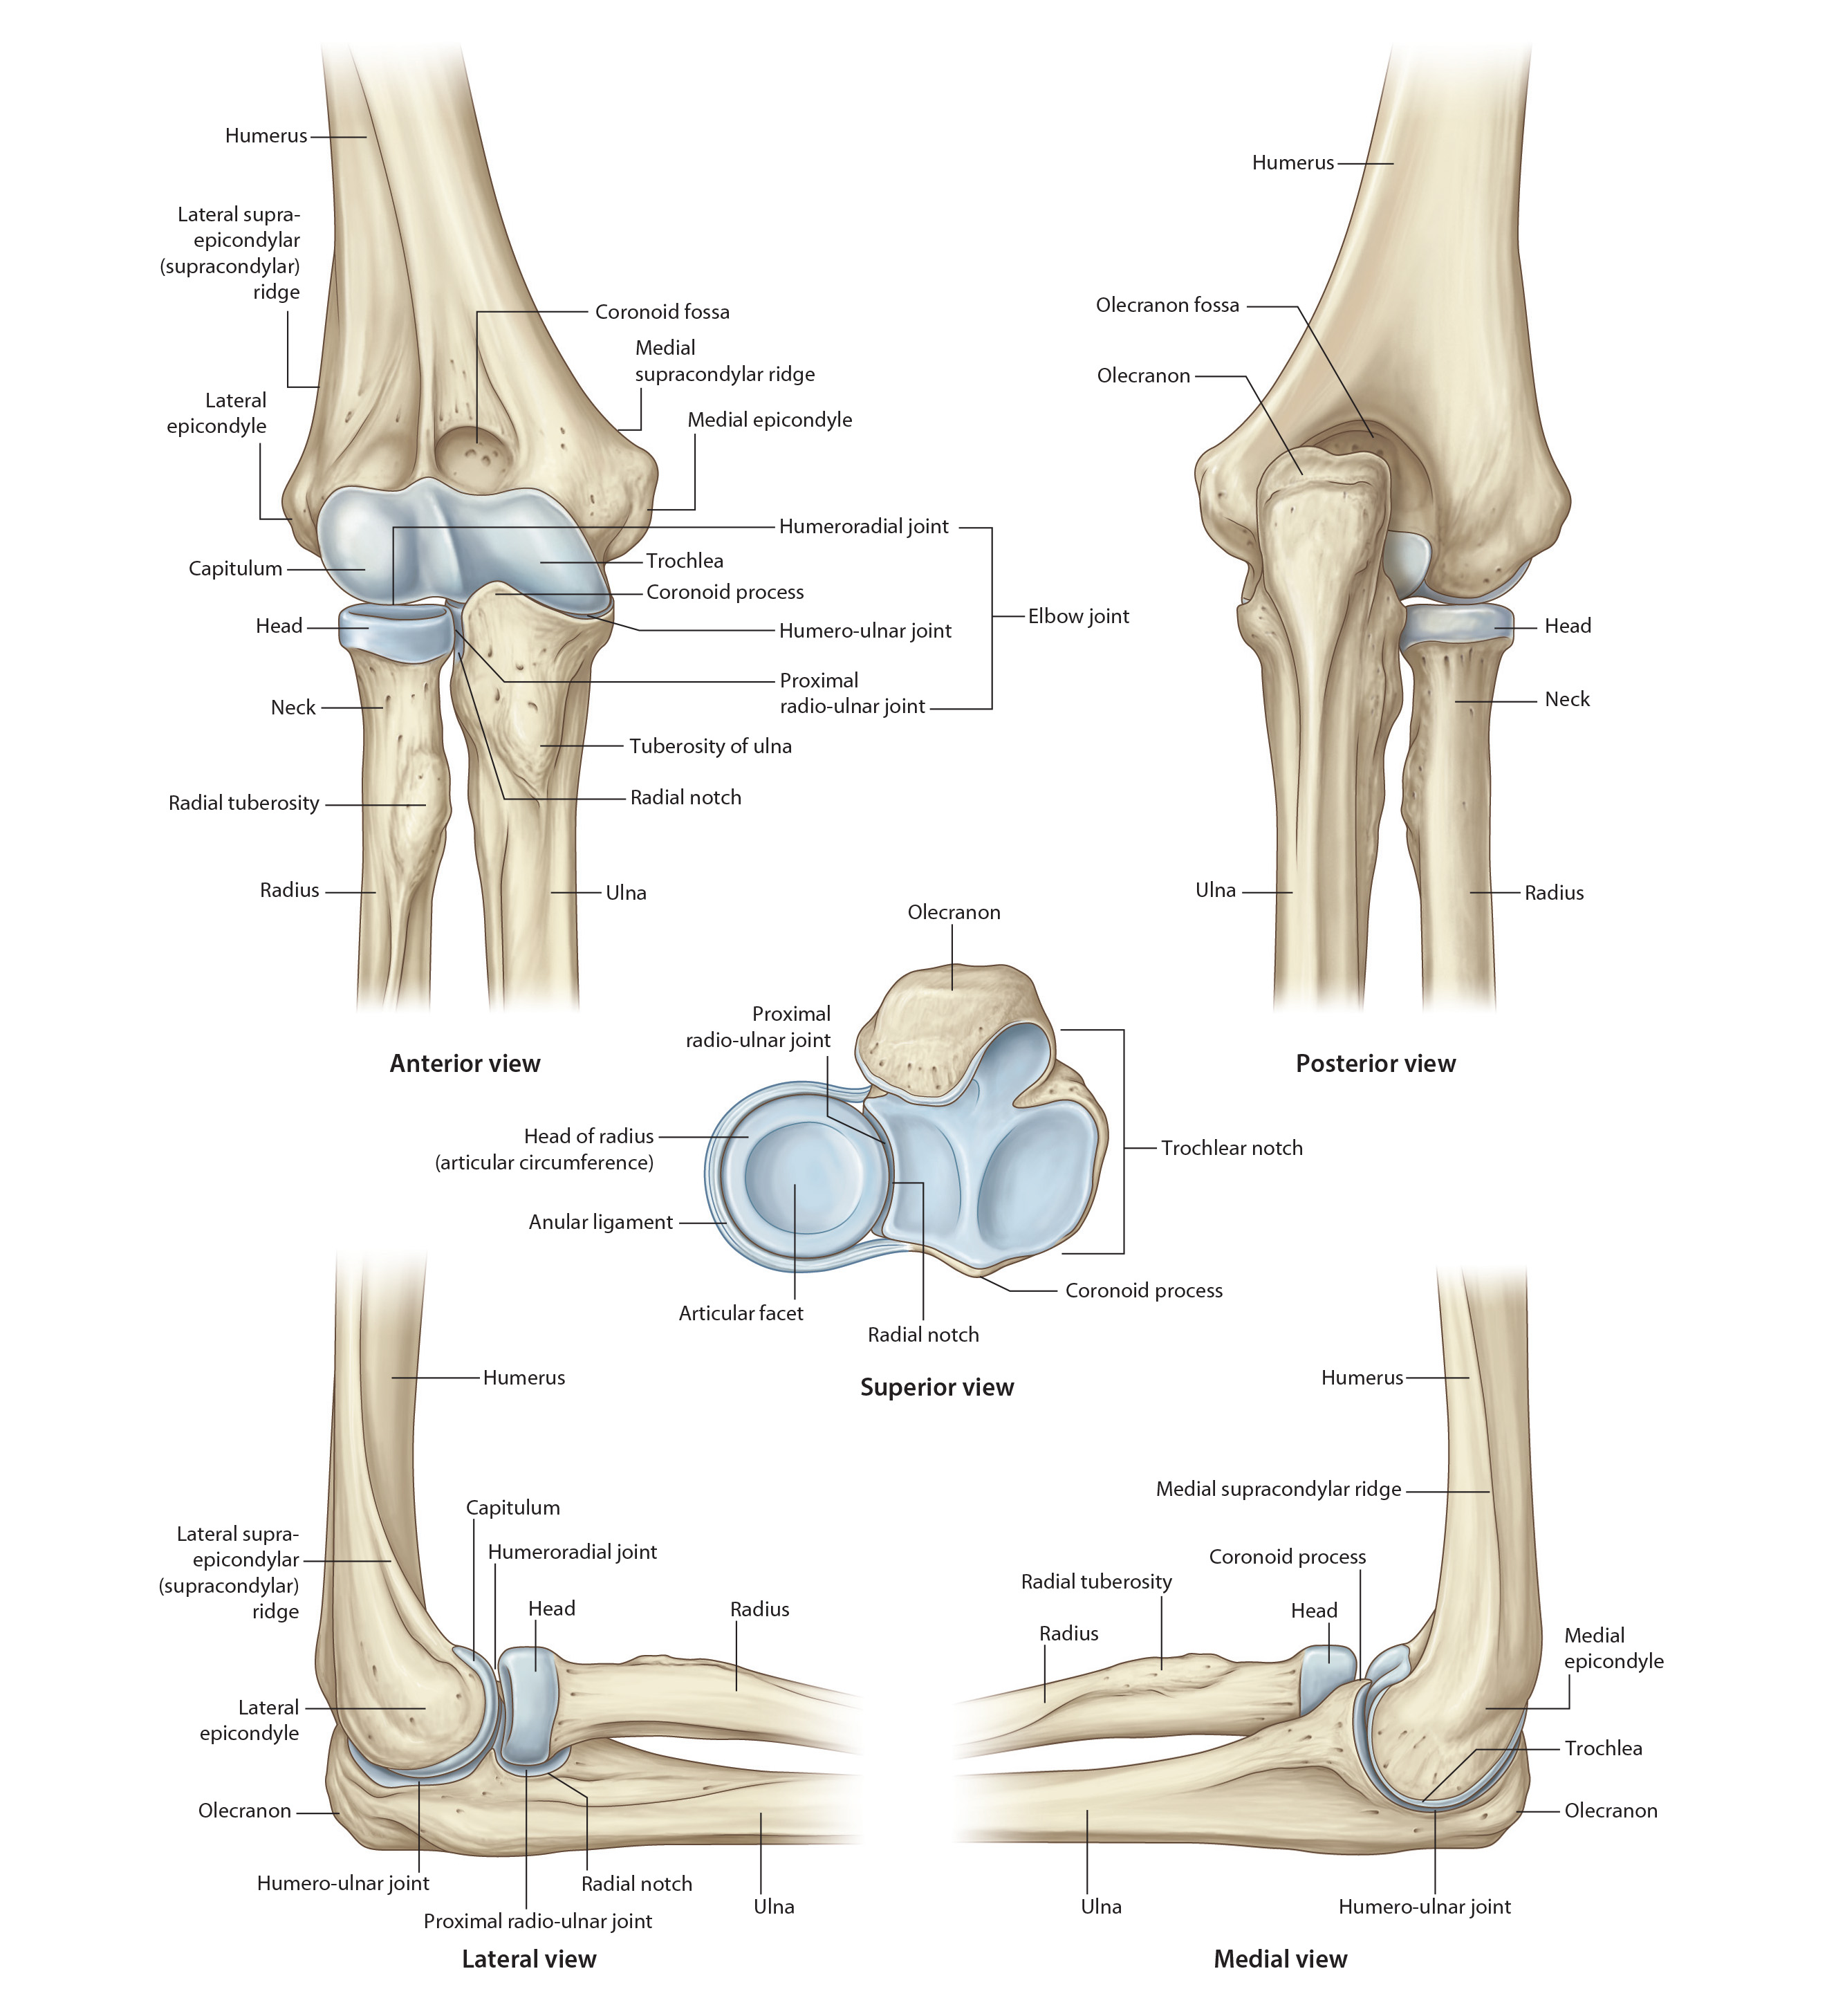 Humerus
Lateral supra-
epicondylar
(supracondylar)
ridge
Lateral
epicondyle
Capitulum
Head
Neck
Radial tuberosity
Radius
Coronoid fossa
Medial
supracondylar ridge
Medial epicondyle
Humeroradial joint
Trochlea
Coronoid process
Humero-ulnar joint
Elbow joint
Proximal
radio-ulnar joint
Tuberosity of ulna
Radial notch
Ulna
Anterior view
Humerus
Olecranon fossa
Olecranon
Head
Neck
Ulna
Radius
Posterior view
Olecranon
Proximal
radio-ulnar joint
Head of radius
(articular circumference)
Anular ligament
Articular facet
Radial notch
Trochlear notch
Coronoid process
Superior view
Humerus
Capitulum
Lateral supra-
epicondylar
(supracondylar)
ridge
Humeroradial joint
Head
Radius
Lateral
epicondyle
Olecranon
Humero-ulnar joint
Radial notch
Proximal radio-ulnar joint
Ulna
Lateral view
Humerus
Medial supracondylar ridge
Coronoid process
Radial tuberosity
Head
Radius
Medial
epicondyle
Trochlea
Olecranon
Ulna
Humero-ulnar joint
Medial view